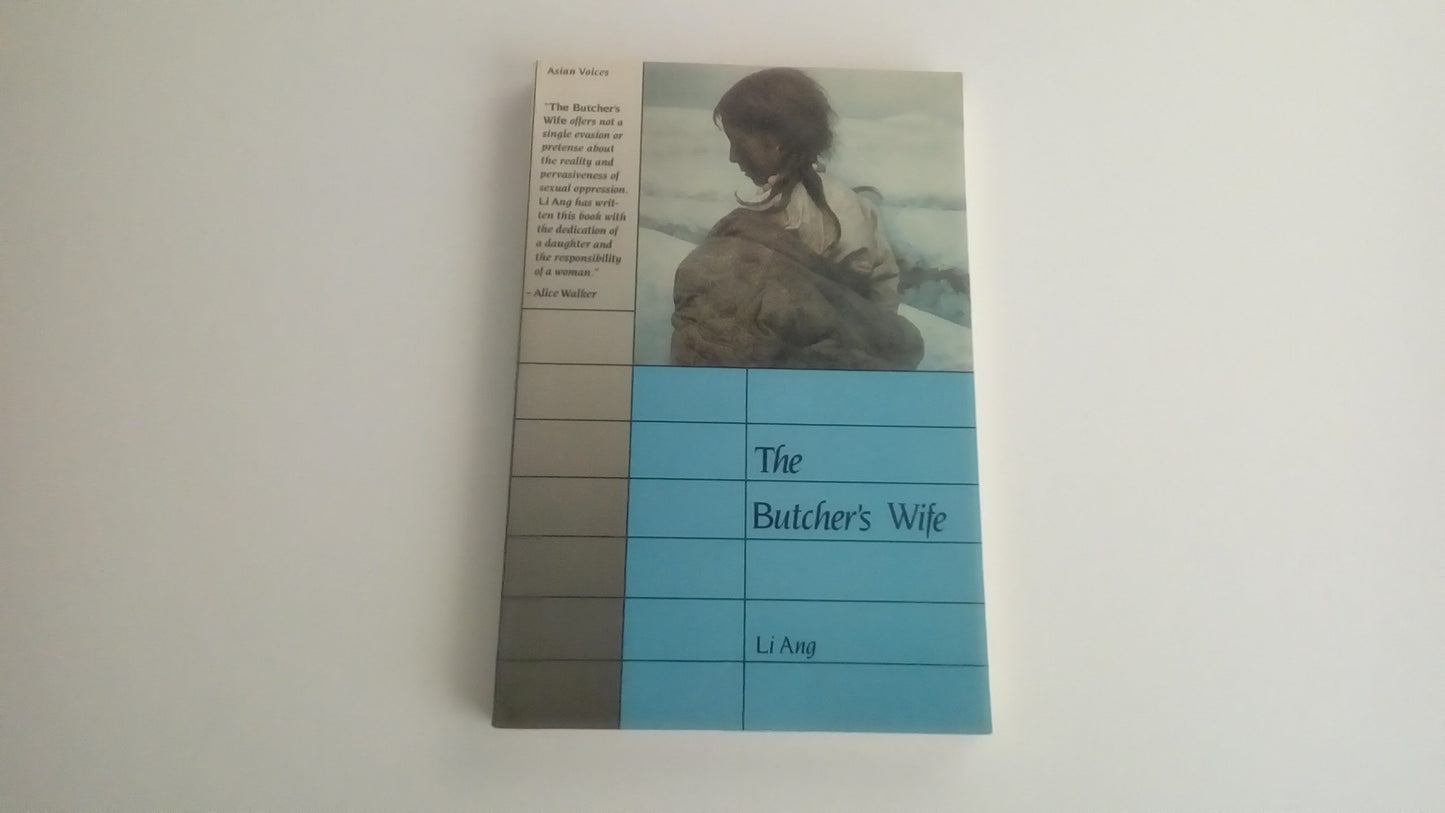 Asian Voices
"The Butcher's
Wife offers not a
single evasion or
pretense about
the reality and
pervasiveness of
sexual oppression.
Li Ang has writ-
ten this book with
the dedication of
a daughter and
the responsibility
of a woman."
- Alice Walker
The
Butcher's Wife
Li Ang